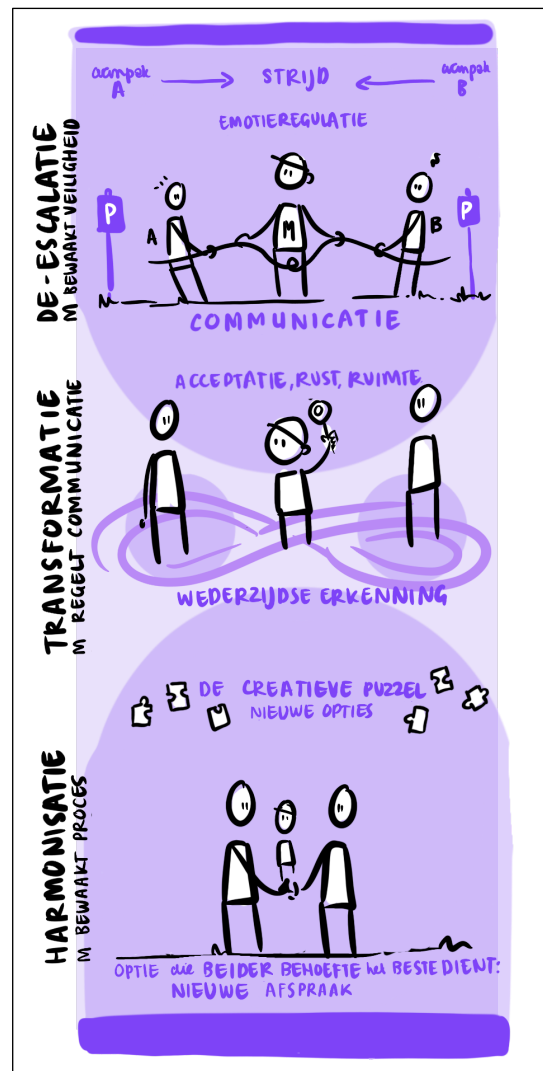 aanpak
A
STRIJD
aanpak
B
EMOTIEREGULATIE
DE-ESCALATIE
M BEWAAKT VEILIGHEID
P
A
M
B
P
COMMUNICATIE
TRANSFORMATIE
M REGELT COMMUNICATIE
ACCEPTATIE, RUST, RUIMTE
WEDERZIJDSE ERKENNING
HARMONISATIE
M BEWAAKT PROCES
DE CREATIEVE PUZZEL
NIEUWE OPTIES
OPTIE die BEIDER BEHOEFTE het BESTE DIENT:
NIEUWE AFSPRAAK